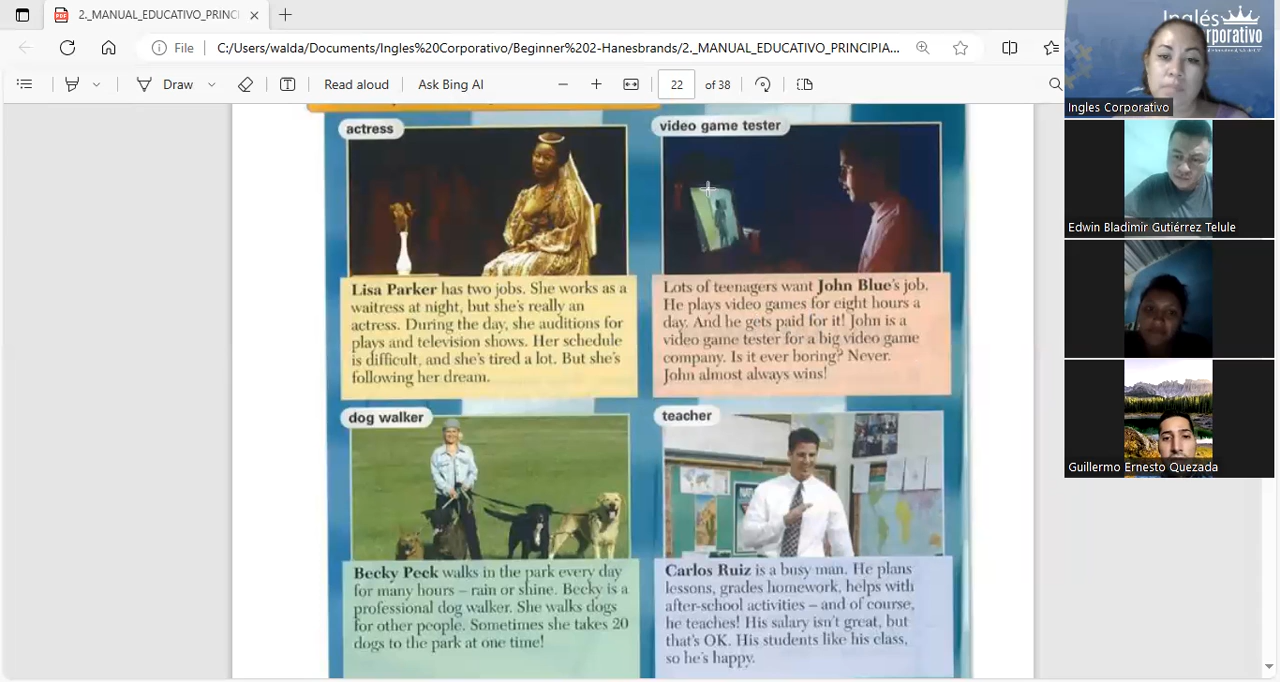 2._MANUAL_EDUCATIVO_PRINCI
File
C:/Users/walda/Documents/Ingles%20Corporativo/Beginner%202-Hanesbrands/2._MANUAL_EDUCATIVO_PRINCIPIA...
Draw
Read aloud
Ask Bing AI
22
of 38
actress
Lisa Parker has two jobs. She works as a
waitress at night, but she's really an
actress. During the day, she auditions for
plays and television shows. Her schedule
is difficult, and she's tired a lot. But she's
following her dream.
video game tester
Lots of teenagers want John Blue's job.
He plays video games for eight hours a
day. And he gets paid for it! John is a
video game tester for a big video game
company. Is it ever boring? Never.
John almost always wins!
dog walker
Becky Peck walks in the park every day
for many hours – rain or shine. Becky is a
professional dog walker. She walks dogs
for other people. Sometimes she takes 20
dogs to the park at one time!
teacher
Carlos Ruiz is a busy man. He plans
lessons, grades homework, helps with
after-school activities – and of course,
he teaches! His salary isn't great, but
that's OK. His students like his class,
so he's happy.
Inglés
Ingles Corporativo
Edwin Bladimir Gutiérrez Telule
Guillermo Ernesto Quezada